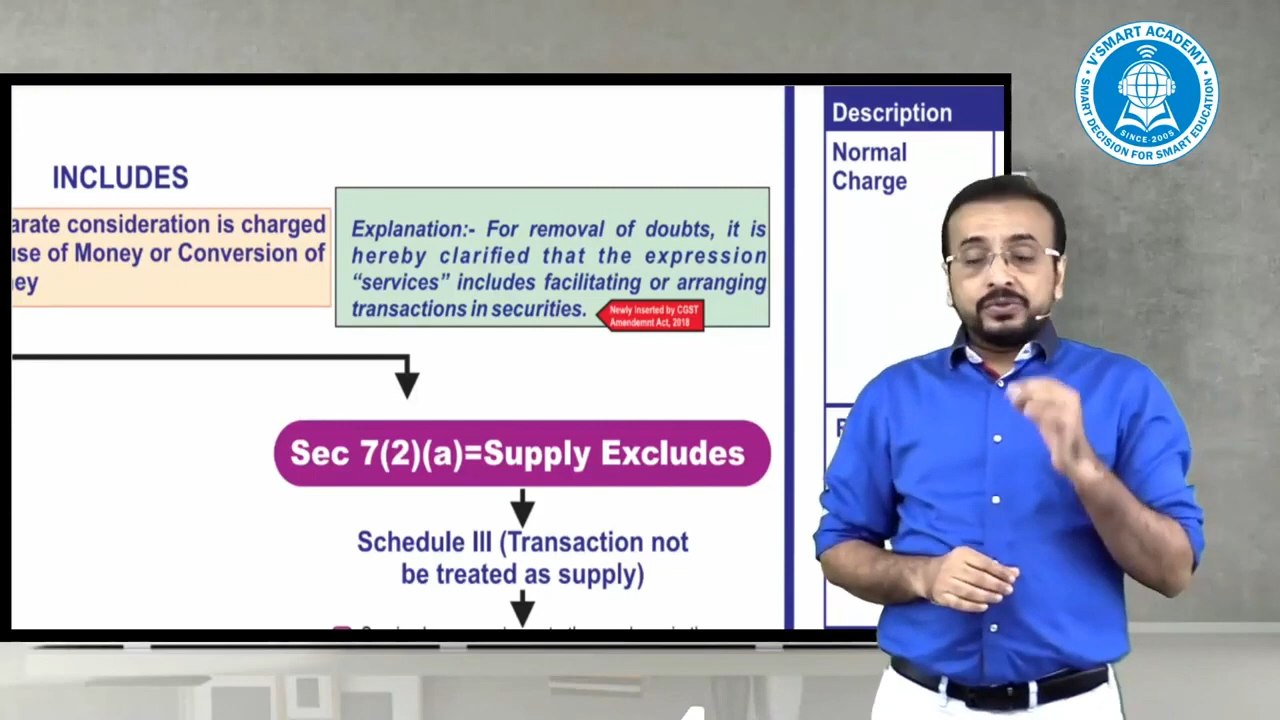 INCLUDES
arate consideration is charged
use of Money or Conversion of
ey
Explanation:- For removal of doubts, it is
hereby clarified that the expression
“services” includes facilitating or arranging
transactions in securities.
Newly Inserted by CGST
Amendemnt Act, 2018
Sec 7(2)(a)=Supply Excludes
Schedule III (Transaction not
be treated as supply)
Description
Normal
Charge
V'SMART ACADEMY
SINCE-2005
SMART DECISION FOR SMART EDUCATION